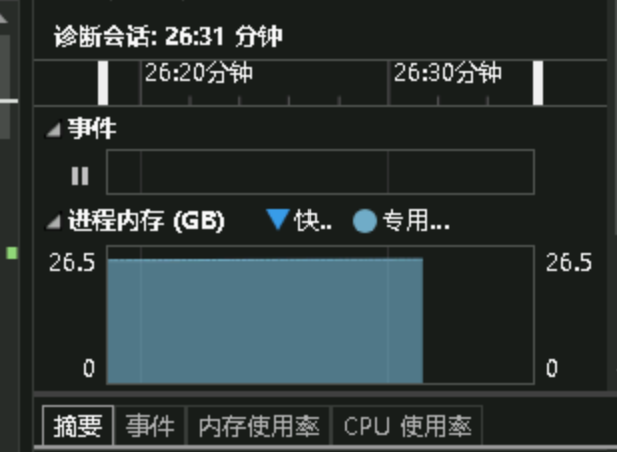 诊断会话: 26:31 分钟
26:20分钟 26:30分钟
事件
进程内存 (GB) 快.. 专用...
26.5 26.5
0 0
摘要 事件 内存使用率 CPU 使用率